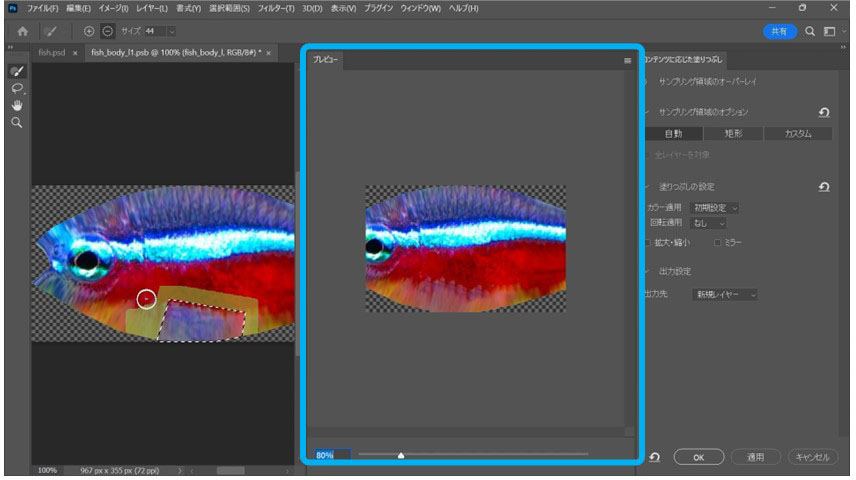 Ps ファイル(F) 編集(E) イメージ(I) レイヤー(L) 書式(Y) 選択範囲(S) フィルター(T) 3D(D) 表示(V) プラグイン ウィンドウ(W) ヘルプ(H)
サイズ 44 共有
fish.psd × fish_body_l1.psb @ 100% (fish_body_l, RGB/8#) * ×
プレビュー
コンテンツに応じた塗りつぶし
サンプリング領域のオーバーレイ
サンプリング領域のオプション
自動 矩形 カスタム
全レイヤーを対象
塗りつぶしの設定
カラー適用 初期設定
回転適用 なし
拡大・縮小 ミラー
出力設定
出力先 新規レイヤー
80%
OK 適用 キャンセル
100% 967 px x 355 px (72 ppi)